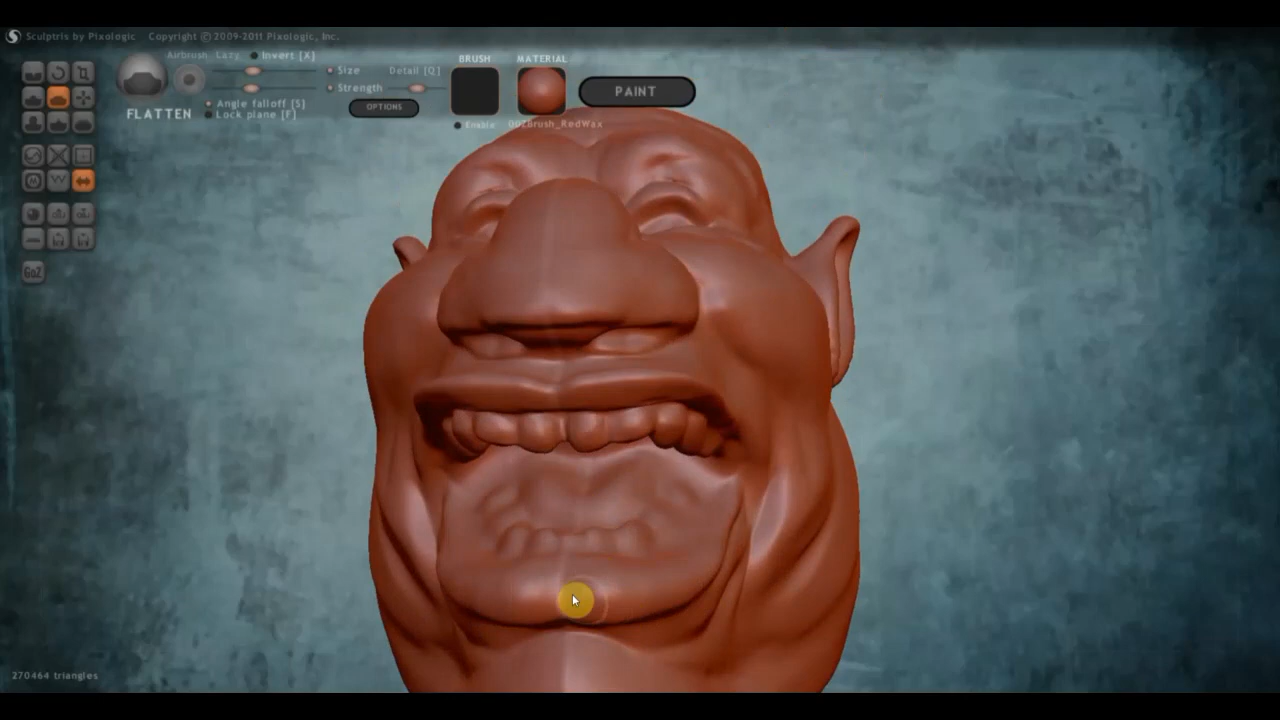 Sculptris by Pixologic Copyright © 2009-2011 Pixologic, Inc.
Airbrush Lazy Invert [X]
Size Detail [Q]
Strength
Angle falloff [S]
Lock plane [F]
FLATTEN
OPTIONS
BRUSH
Enable
MATERIAL
PAINT
GoZ
270464 triangles